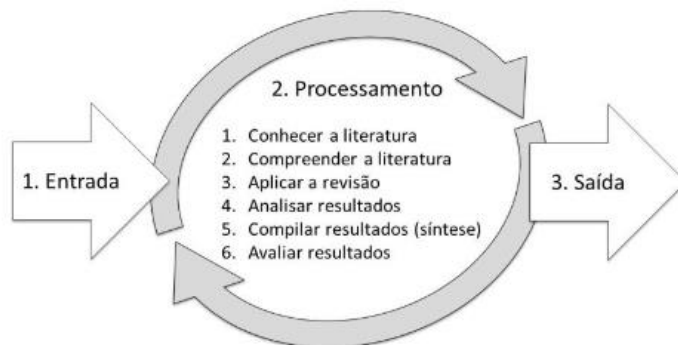 1. Entrada
2. Processamento
1. Conhecer a literatura
2. Compreender a literatura
3. Aplicar a revisão
4. Analisar resultados
5. Compilar resultados (síntese)
6. Avaliar resultados
3. Saída